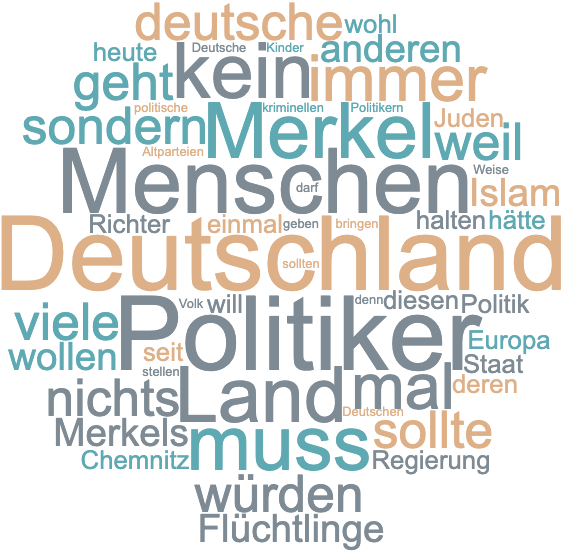 deutsche wohl
heute Deutsche kein Kinder anderen
geht immer
politische kriminellen Politikern
sondern Merkel Juden
Altparteien weil
Menschen Weise
darf Islam
Richter einmal geben bringen halten hätte
Deutschland
sollten
viele Volk will denn diesen Politik
Politiker
wollen seit Europa
stellen Staat
nichts Land mal deren
Deutschen
Merkels muss sollte
Chemnitz Regierung
würden
Flüchtlinge